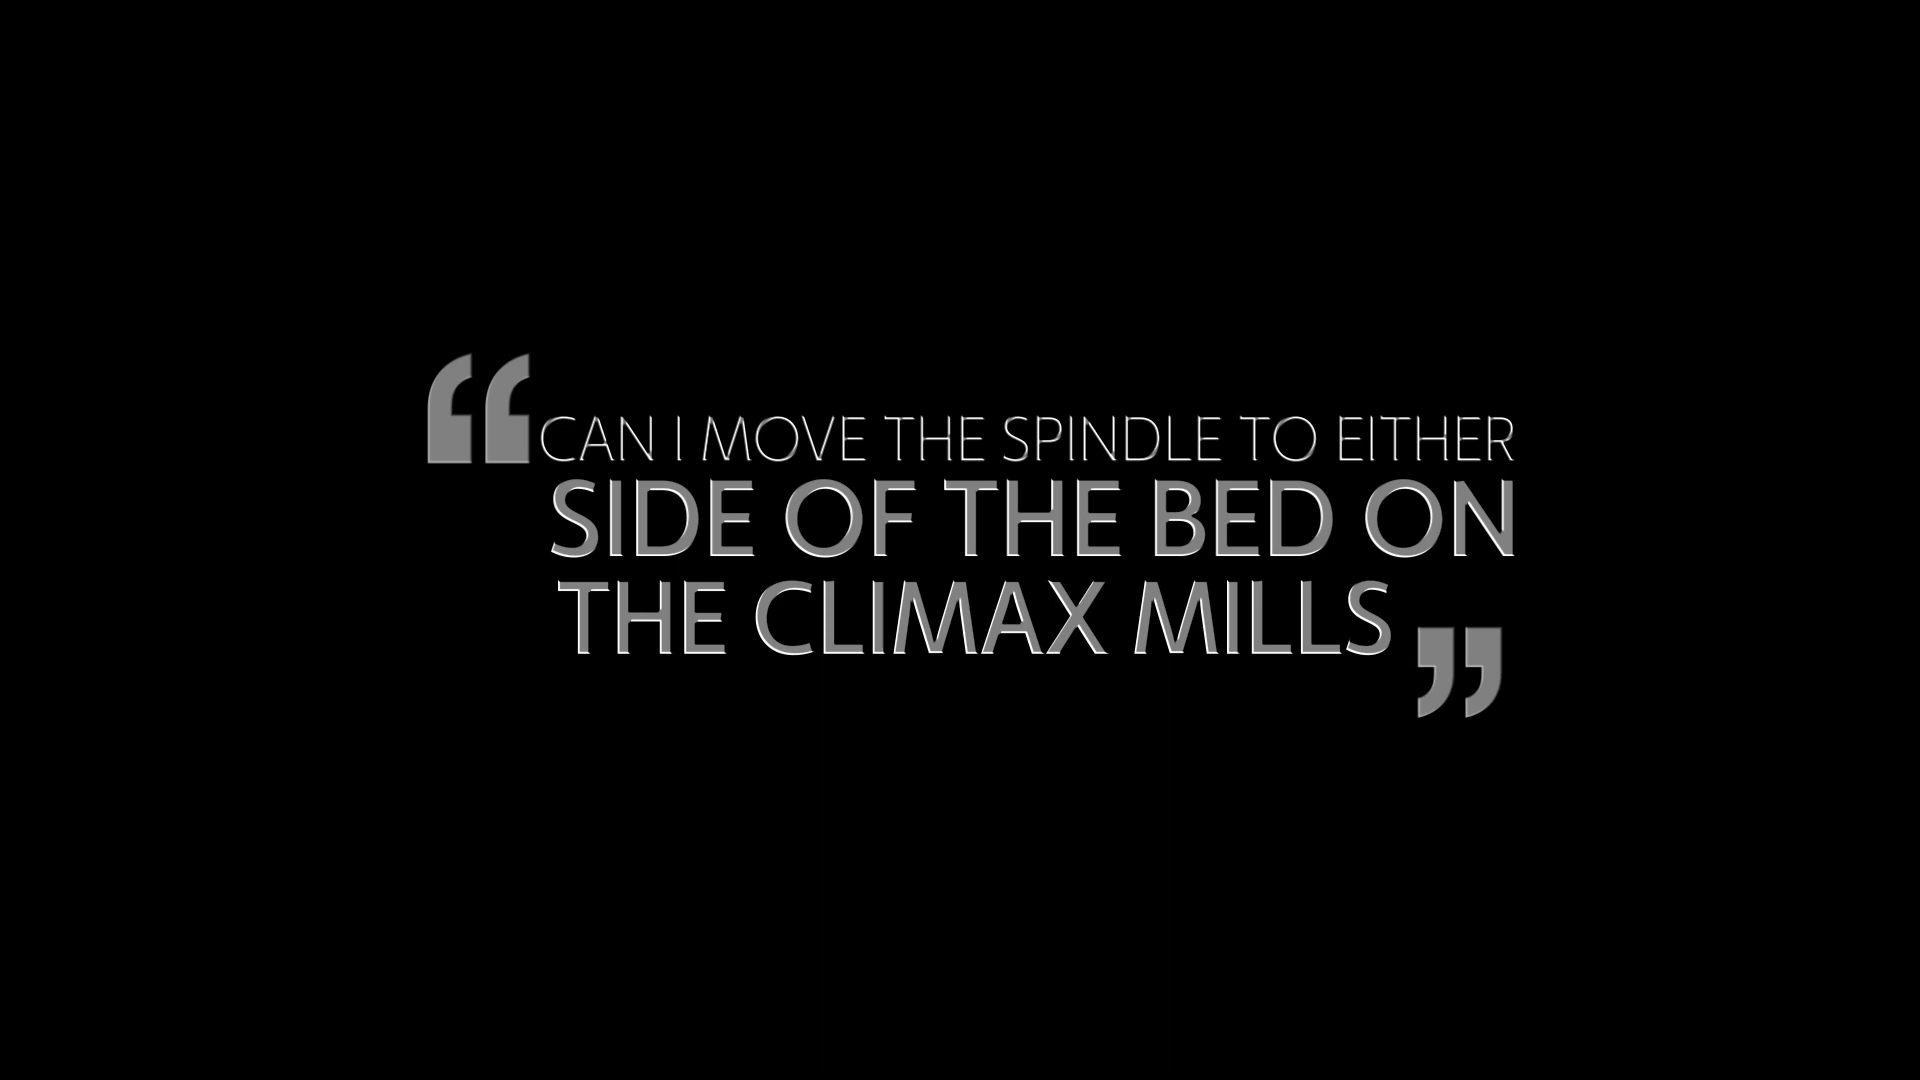 “CAN I MOVE THE SPINDLE TO EITHER
SIDE OF THE BED ON
THE CLIMAX MILLS”